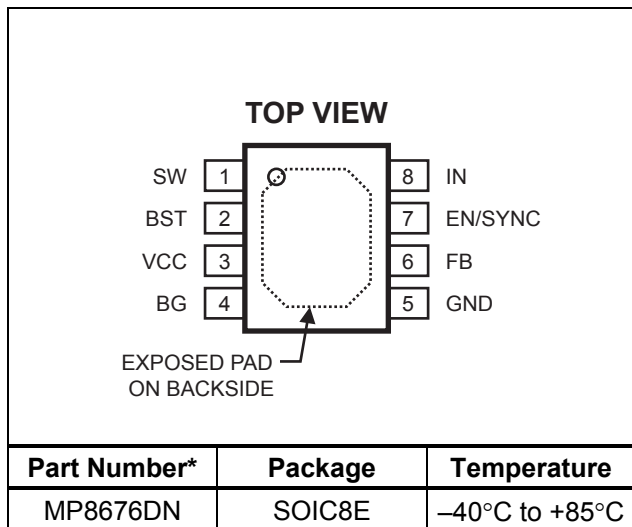 TOP VIEW
SW 1 8 IN
BST 2 7 EN/SYNC
VCC 3 6 FB
BG 4 5 GND
EXPOSED PAD
ON BACKSIDE
Part Number* Package Temperature
MP8676DN SOIC8E –40°C to +85°C